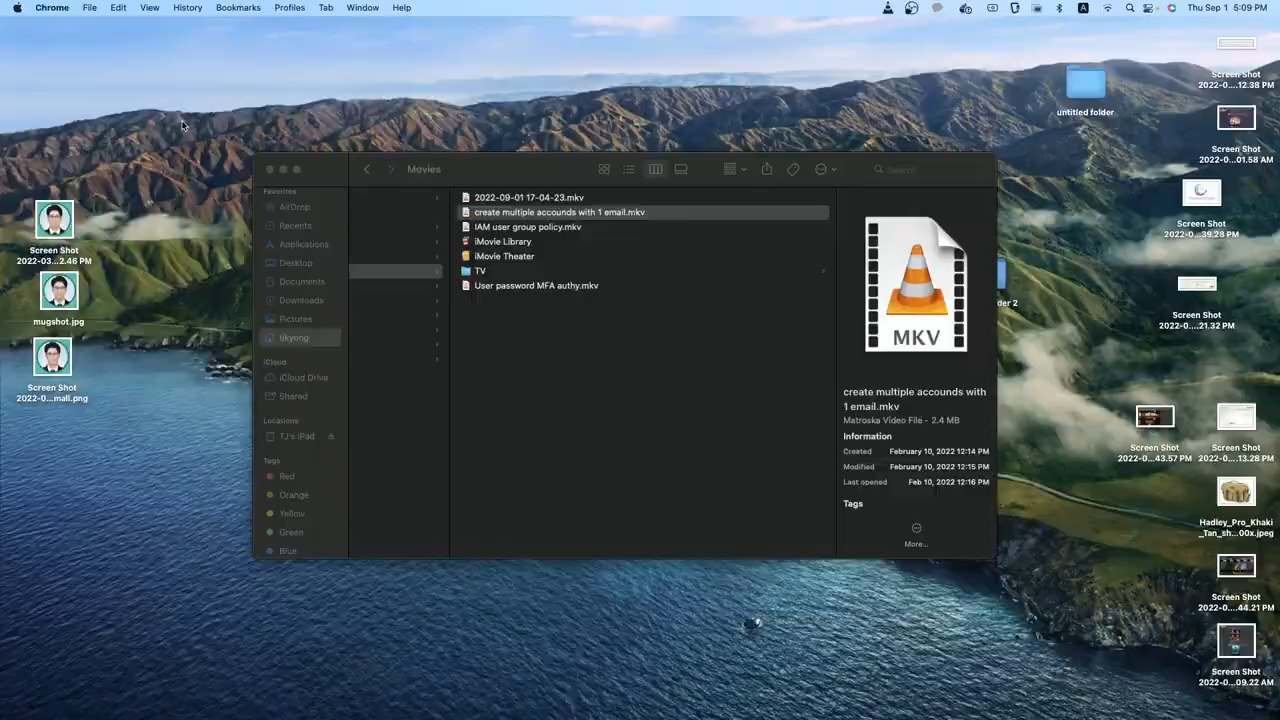 Chrome File Edit View History Bookmarks Profiles Tab Window Help
A Thu Sep 1 5:09 PM
Screen Shot
2022-0....12.38 PM
untitled folder
Screen Shot
2022-0...01.58 AM
Movies
Search
Favorites
AirDrop
Recents
Applications
Desktop
Documents
Downloads
Pictures
iCloud
iCloud Drive
Shared
Locations
TJ's iPad
Tags
Red
Orange
Yellow
Green
Blue
2022-09-01 17-04-23.mkv
create multiple accounds with 1 email.mkv
IAM user group policy.mkv
iMovie Library
iMovie Theater
TV
User password MFA authy.mkv
MKV
create multiple accounds with
1 email.mkv
Matroska Video File - 2.4 MB
Information
Created February 10, 2022 12:14 PM
Modified February 10, 2022 12:15 PM
Last opened Feb 10, 2022 12:16 PM
Tags
More...
Screen Shot
2022-03...2.46 PM
mugshot.jpg
Screen Shot
2022-0...mall.png
Screen Shot
2022-0....39.28 PM
Screen Shot
2022-0....21.32 PM
Screen Shot
2022-0...43.57 PM
Screen Shot
2022-0....13.28 PM
Hadley_Pro_Khaki
_Tan_sh...00x.jpeg
Screen Shot
2022-0...44.21 PM
Screen Shot
2022-0...09.22 AM